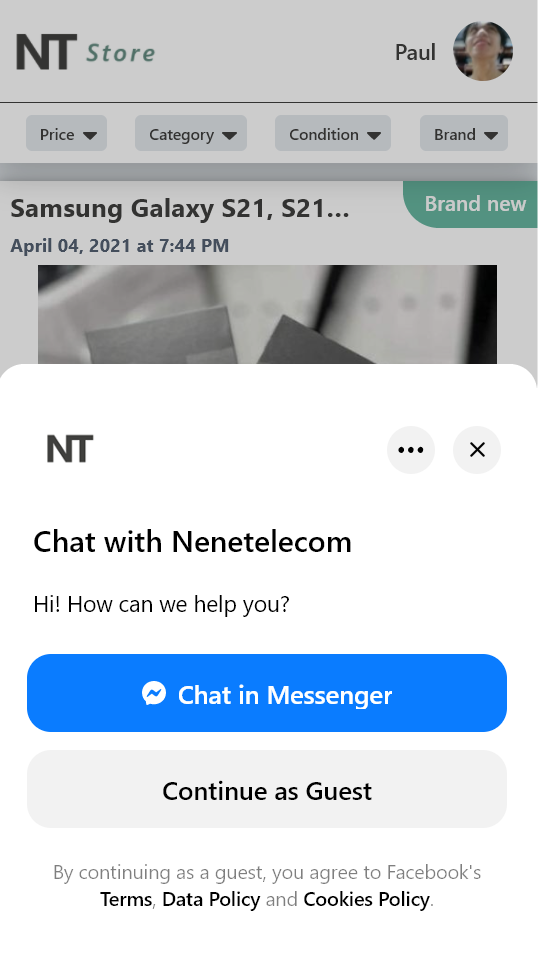 NT Store
Paul
Price
Category
Condition
Brand
Samsung Galaxy S21, S21...
Brand new
April 04, 2021 at 7:44 PM
NT
Chat with Nenetelecom
Hi! How can we help you?
Chat in Messenger
Continue as Guest
By continuing as a guest, you agree to Facebook's
Terms, Data Policy and Cookies Policy.